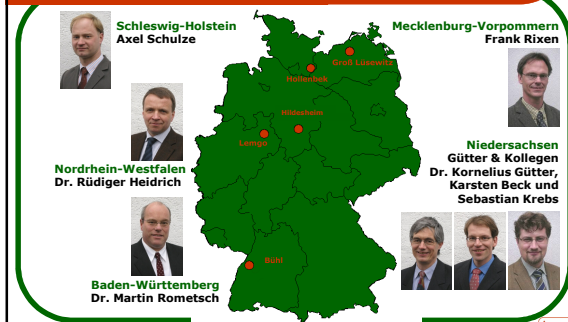 Schleswig-Holstein
Axel Schulze
Mecklenburg-Vorpommern
Frank Rixen
Groß Lüsewitz
Hollenbek
Hildesheim
Lemgo
Nordrhein-Westfalen
Dr. Rüdiger Heidrich
Niedersachsen
Gütter & Kollegen
Dr. Kornelius Gütter,
Karsten Beck und
Sebastian Krebs
Bühl
Baden-Württemberg
Dr. Martin Rometsch